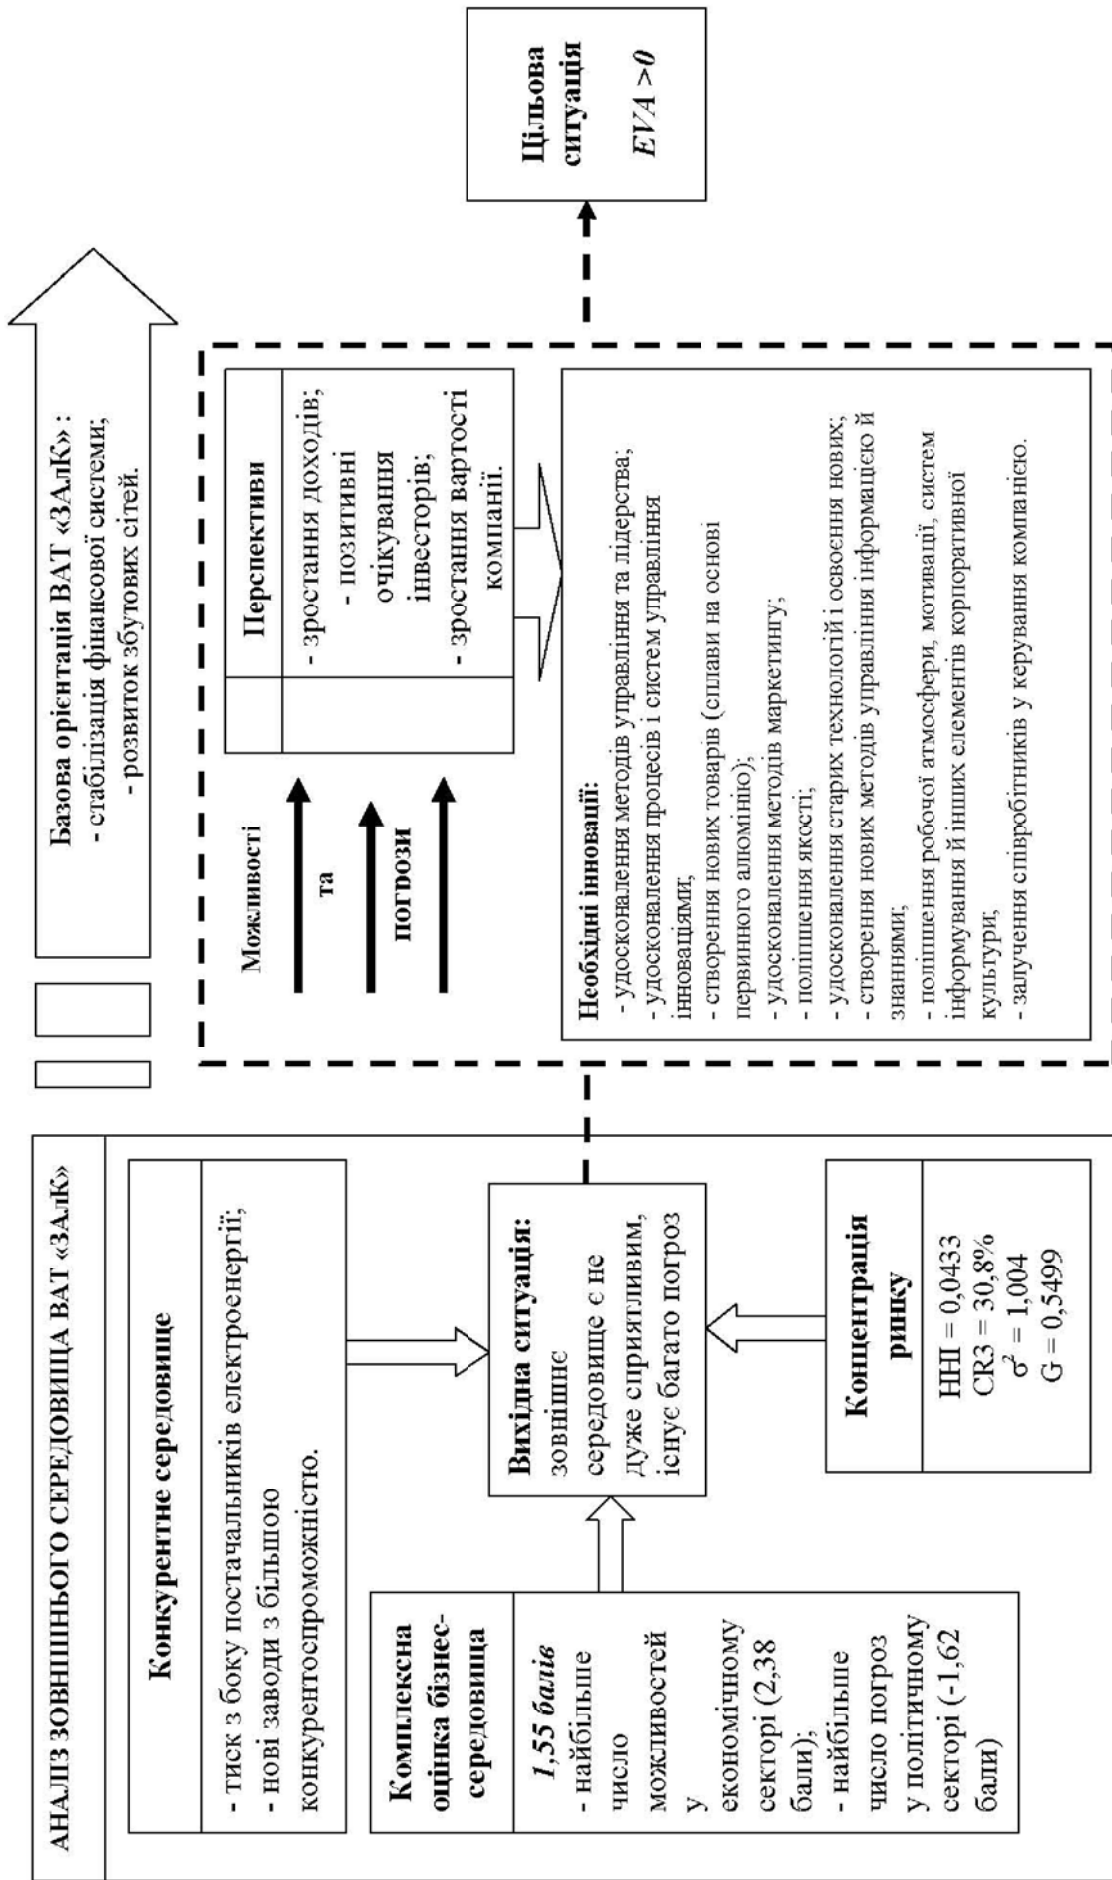 АНАЛІЗ ЗОВНІШНЬОГО СЕРЕДОВИЩА ВАТ «ЗАлК»
Конкурентне середовище
- тиск з боку постачальників електроенергії;
- нові заводи з більшою
конкурентоспроможністю.
Комплексна
оцінка бізнес-
середовища
1,55 балів
- найбільше
число
можливостей
у
економічному
секторі (2,38
бали);
- найбільше
число погроз
у політичному
секторі (-1,62
бали)
Вихідна ситуація:
зовнішнє
середовище є не
дуже сприятливим,
існує багато погроз
Концентрація
ринку
HHI = 0,0433
CR3 = 30,8%
σ² = 1,004
G = 0,5499
Базова орієнтація ВАТ «ЗАлК» :
- стабілізація фінансової системи;
- розвиток збутових сітей.
Можливості
та
погрози
Перспективи
- зростання доходів;
- позитивні
очікування
інвесторів;
- зростання вартості
компанії.
Необхідні інновації:
- удосконалення методів управління та лідерства;
- удосконалення процесів і систем управління
інноваціями;
- створення нових товарів (сплави на основі
первинного алюмінію);
- удосконалення методів маркетингу;
- поліпшення якості;
- удосконалення старих технологій і освоєння нових;
- створення нових методів управління інформацією й
знаннями;
- поліпшення робочої атмосфери, мотивації, систем
інформування й інших елементів корпоративної
культури;
- залучення співробітників у керування компанією.
Цільова
ситуація
EVA >0